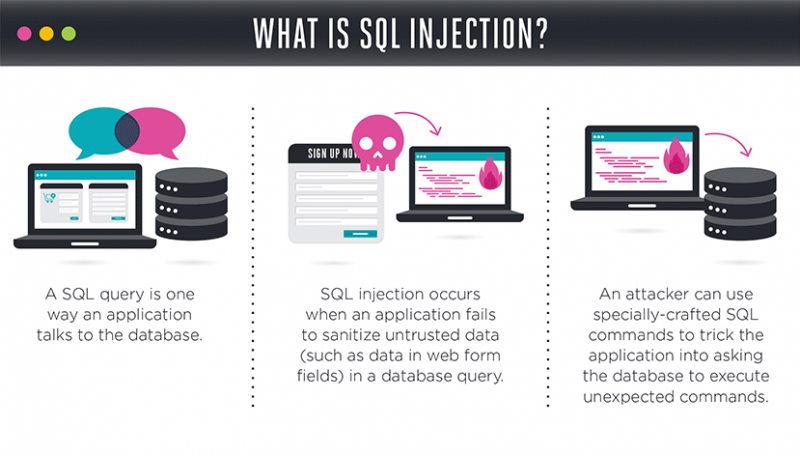 WHAT IS SQL INJECTION?
SIGN UP NOW
A SQL query is one
way an application
talks to the database.
SQL injection occurs
when an application fails
to sanitize untrusted data
(such as data in web form
fields) in a database query.
An attacker can use
specially-crafted SQL
commands to trick the
application into asking
the database to execute
unexpected commands.